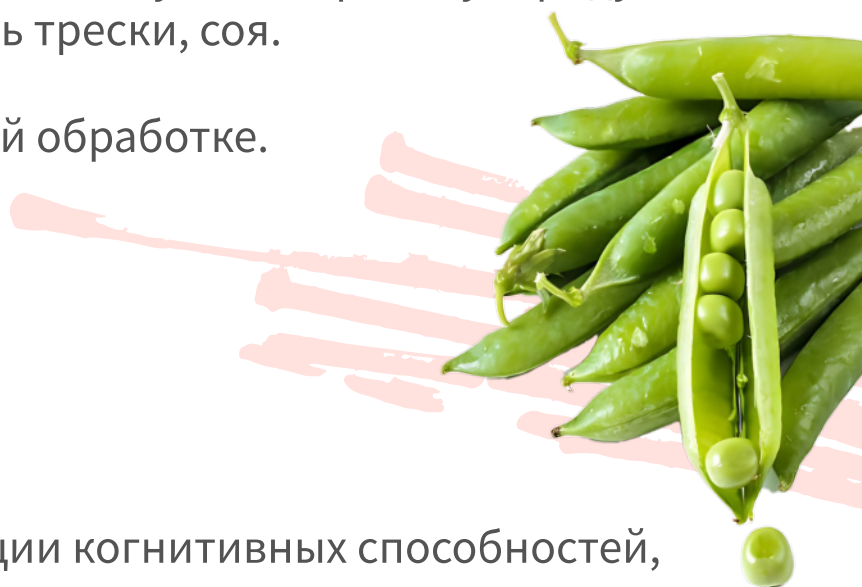 ь трески, соя.
й обработке.
ции когнитивных способностей,